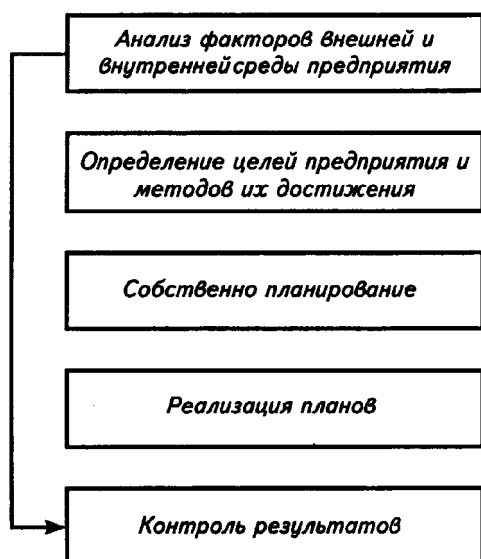 Анализ факторов внешней и
внутренней среды предприятия
Определение целей предприятия и
методов их достижения
Собственно планирование
Реализация планов
Контроль результатов